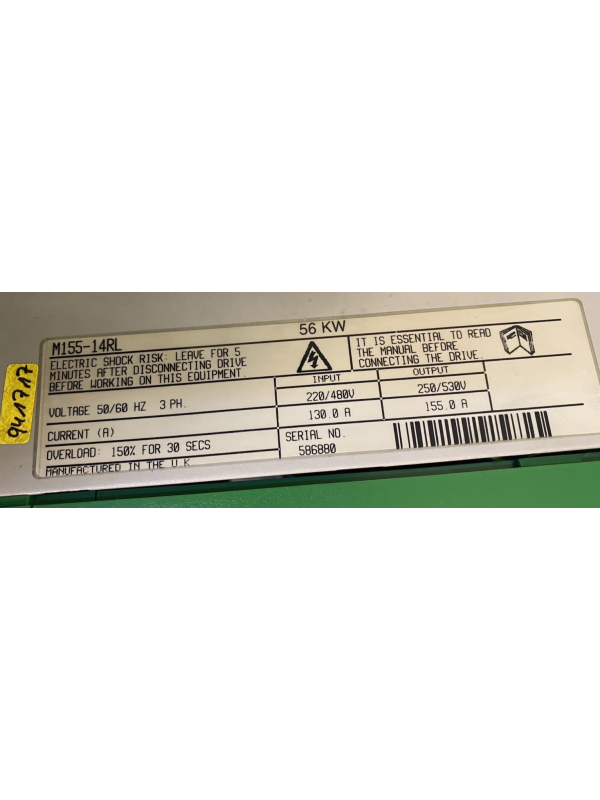 56 KW
M155-14RL
ELECTRIC SHOCK RISK: LEAVE FOR 5
MINUTES AFTER DISCONNECTING DRIVE
BEFORE WORKING ON THIS EQUIPMENT.
IT IS ESSENTIAL TO READ
THE MANUAL BEFORE
CONNECTING THE DRIVE.
INPUT OUTPUT
VOLTAGE 50/60 HZ 3 PH. 220/480V 250/530V
CURRENT (A) 130.0 A 155.0 A
OVERLOAD: 150% FOR 30 SECS SERIAL NO.
586880
MANUFACTURED IN THE U.K
041717